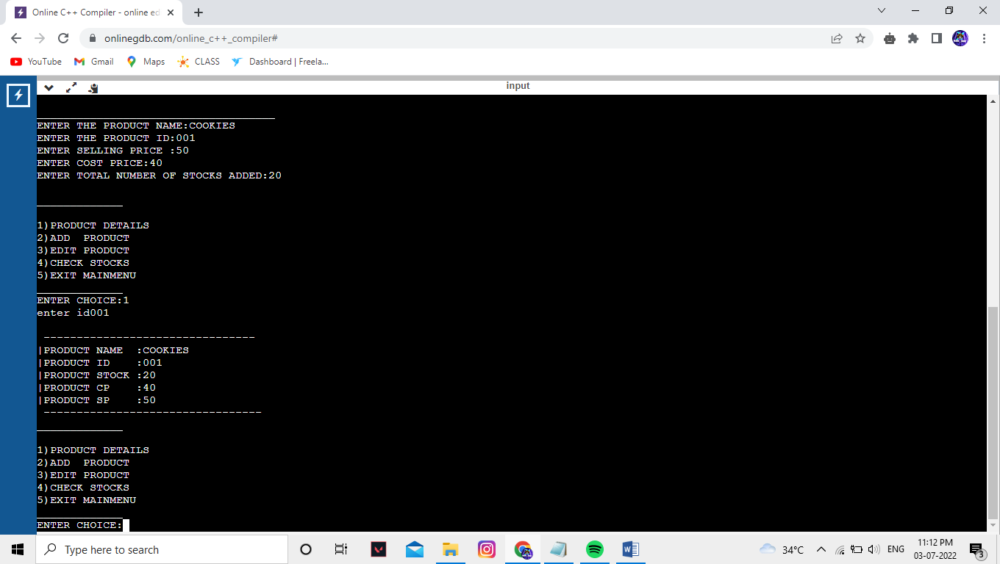 Online C++ Compiler - online ed
onlinegdb.com/online_c++_compiler#
YouTube Gmail Maps CLASS Dashboard | Freela...
input
ENTER THE PRODUCT NAME:COOKIES
ENTER THE PRODUCT ID:001
ENTER SELLING PRICE :50
ENTER COST PRICE:40
ENTER TOTAL NUMBER OF STOCKS ADDED:20
1)PRODUCT DETAILS
2)ADD  PRODUCT
3)EDIT PRODUCT
4)CHECK STOCKS
5)EXIT MAINMENU
ENTER CHOICE:1
enter id001
--------------------------------
|PRODUCT NAME  :COOKIES
|PRODUCT ID    :001
|PRODUCT STOCK :20
|PRODUCT CP    :40
|PRODUCT SP    :50
---------------------------------
1)PRODUCT DETAILS
2)ADD  PRODUCT
3)EDIT PRODUCT
4)CHECK STOCKS
5)EXIT MAINMENU
ENTER CHOICE:
Type here to search
34°C
ENG
11:12 PM
03-07-2022
3